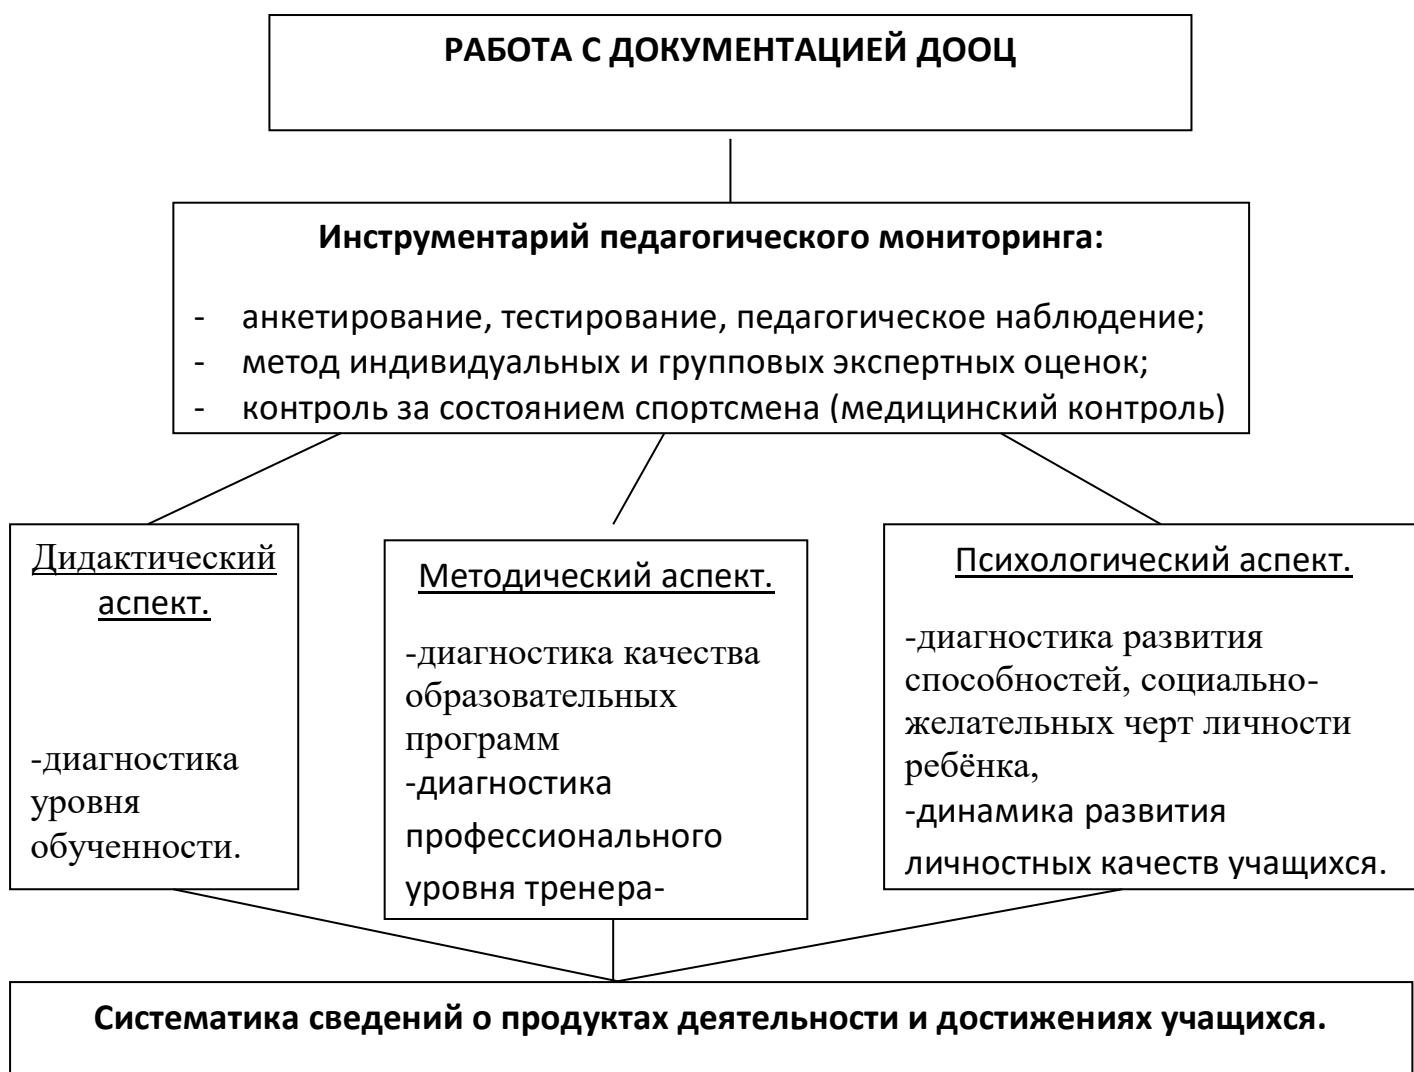 РАБОТА С ДОКУМЕНТАЦИЕЙ ДООЦ
Инструментарий педагогического мониторинга:
- анкетирование, тестирование, педагогическое наблюдение;
- метод индивидуальных и групповых экспертных оценок;
- контроль за состоянием спортсмена (медицинский контроль)
Дидактический
аспект.
-диагностика
уровня
обученности.
Методический аспект.
-диагностика качества
образовательных
программ
-диагностика
профессионального
уровня тренера-
Психологический аспект.
-диагностика развития
способностей, социально-
желательных черт личности
ребёнка,
-динамика развития
личностных качеств учащихся.
Систематика сведений о продуктах деятельности и достижениях учащихся.